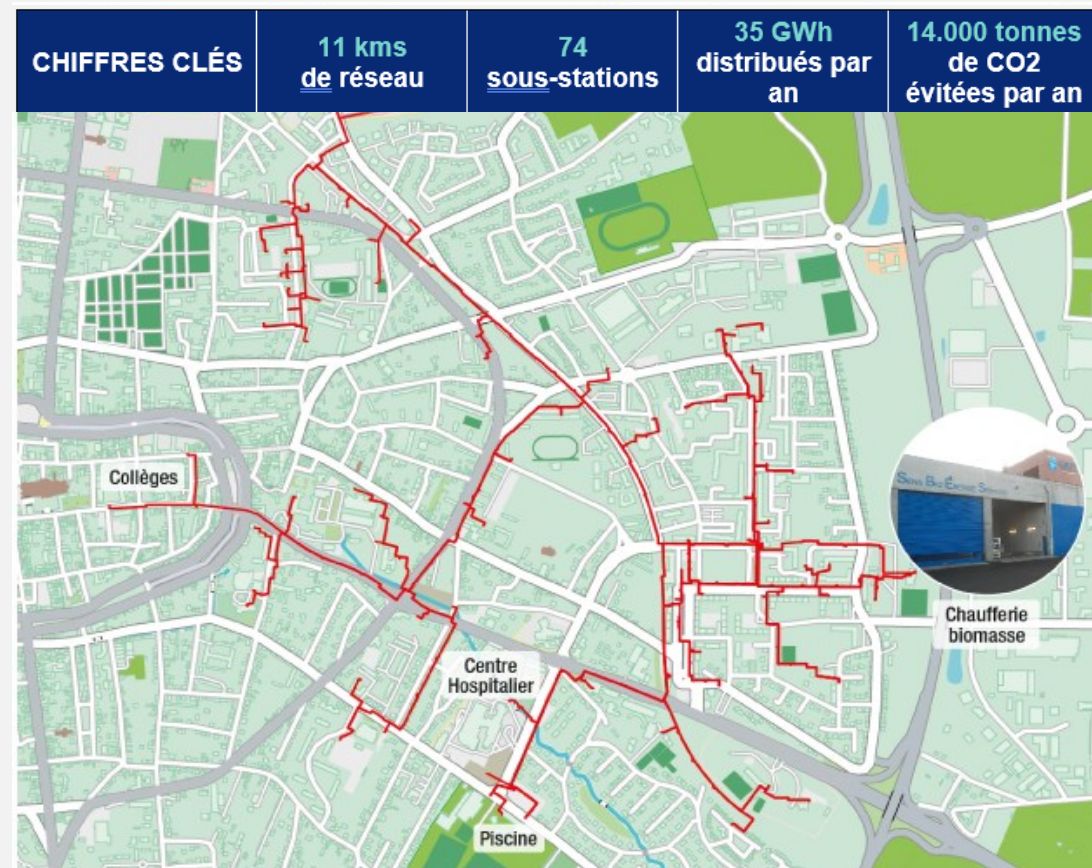 CHIFFRES CLÉS
11 kms
de réseau
74
sous-stations
35 GWh
distribués par
an
14.000 tonnes
de CO2
évitées par an
Collèges
Centre
Hospitalier
Piscine
Chaufferie
biomasse